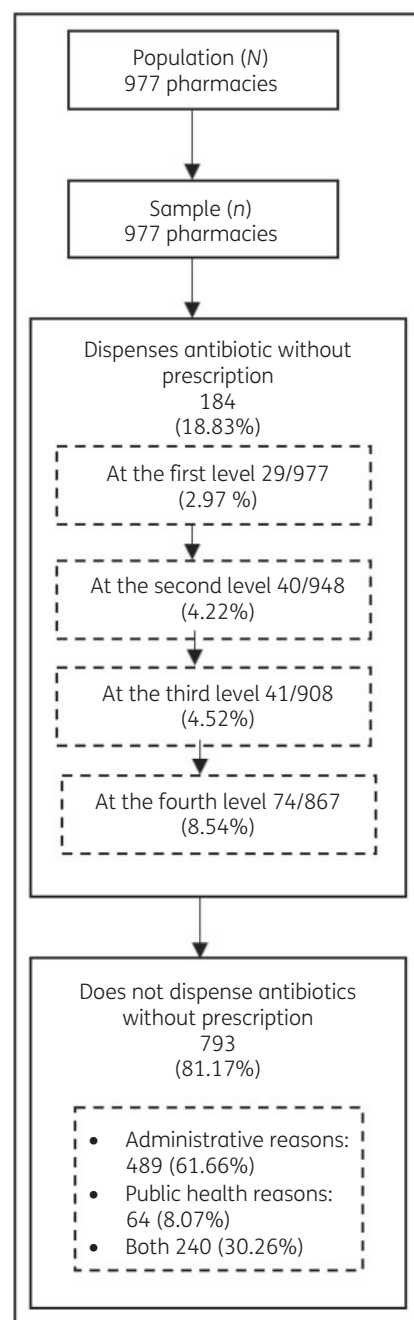 Population (N)
977 pharmacies
Sample (n)
977 pharmacies
Dispenses antibiotic without
prescription
184
(18.83%)
At the first level 29/977
(2.97 %)
At the second level 40/948
(4.22%)
At the third level 41/908
(4.52%)
At the fourth level 74/867
(8.54%)
Does not dispense antibiotics
without prescription
793
(81.17%)
• Administrative reasons:
489 (61.66%)
• Public health reasons:
64 (8.07%)
• Both 240 (30.26%)